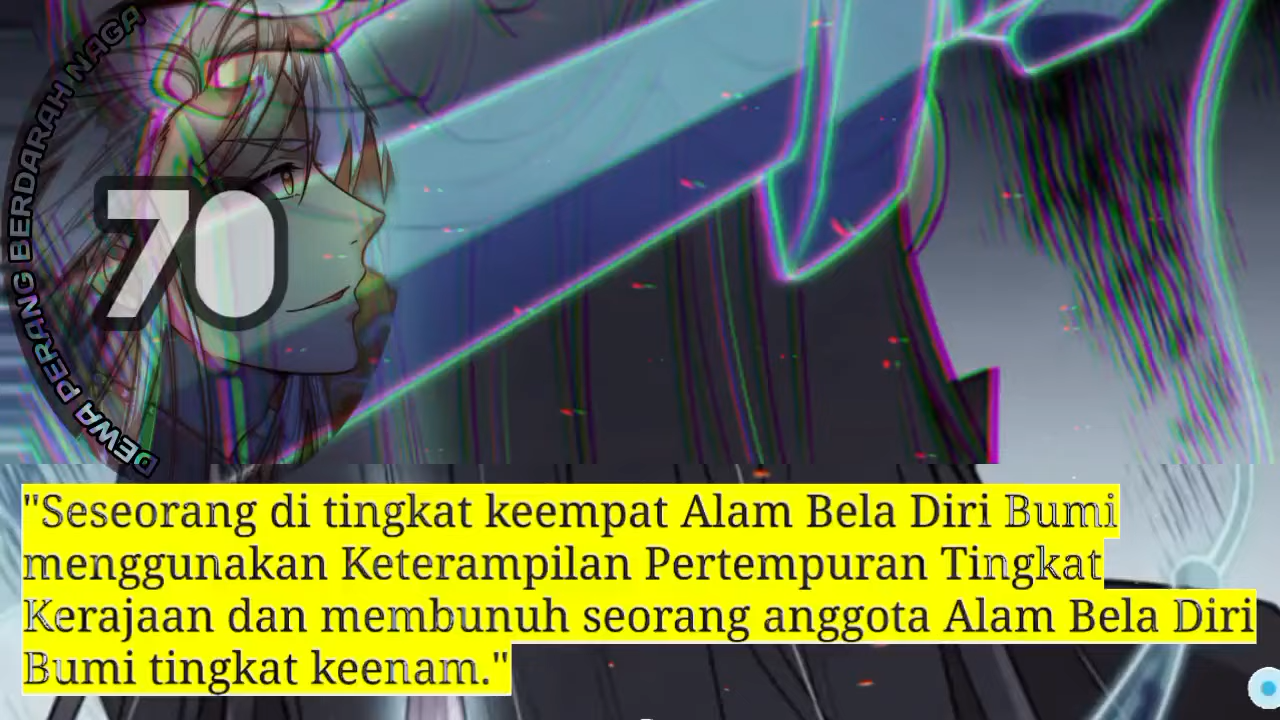 DEWA PERANG BERDARAH NAGA
70
"Seseorang di tingkat keempat Alam Bela Diri Bumi
menggunakan Keterampilan Pertempuran Tingkat
Kerajaan dan membunuh seorang anggota Alam Bela Diri
Bumi tingkat keenam."